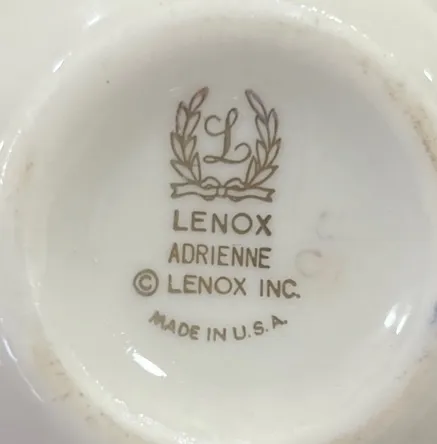 L
LENOX
ADRIENNE
© LENOX INC.
MADE IN U.S.A.